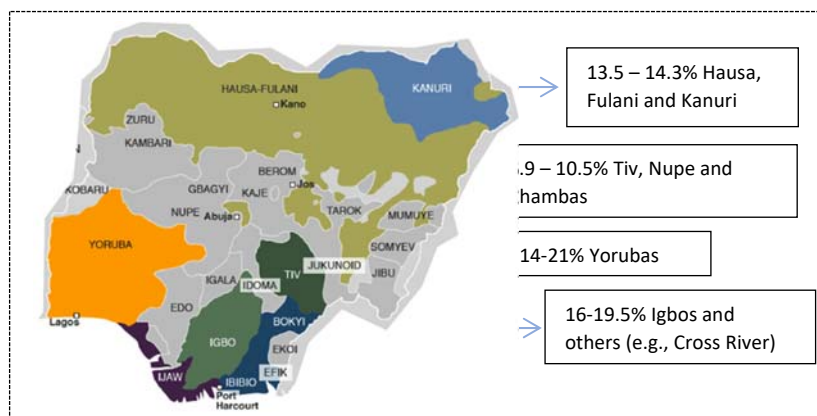 HAUSA-FULANI
Kano
KANURI
ZURU
KAMBARI
N
BEROM
Jos
KOBARU
GBAGYI
KAJE
NUPE
Abuja
TAROK
MUMUYE
YORUBA
SOMYEV
JUKUNOID
JIBU
TIV
IGALA
IDOMA
EDO
Lagos
BOKYI
IGBO
EKOI
EFIK
IJAW
IBIBIO
Port
Harcourt
13.5 – 14.3% Hausa,
Fulani and Kanuri
.9 – 10.5% Tiv, Nupe and
hambas
14-21% Yorubas
16-19.5% Igbos and
others (e.g., Cross River)